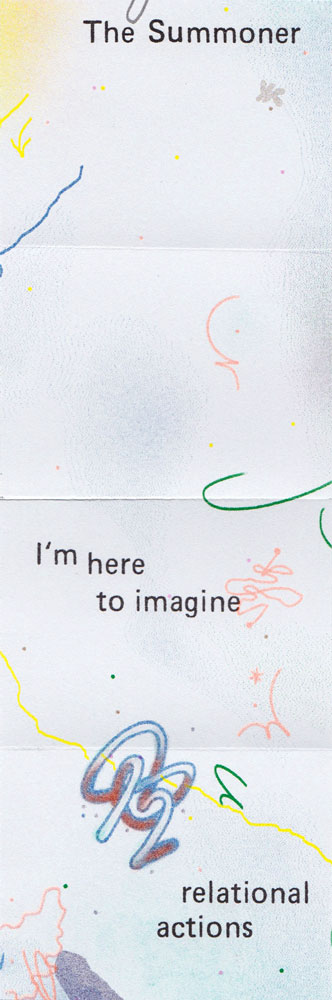 The Summoner
I'm here
to imagine
relational
actions